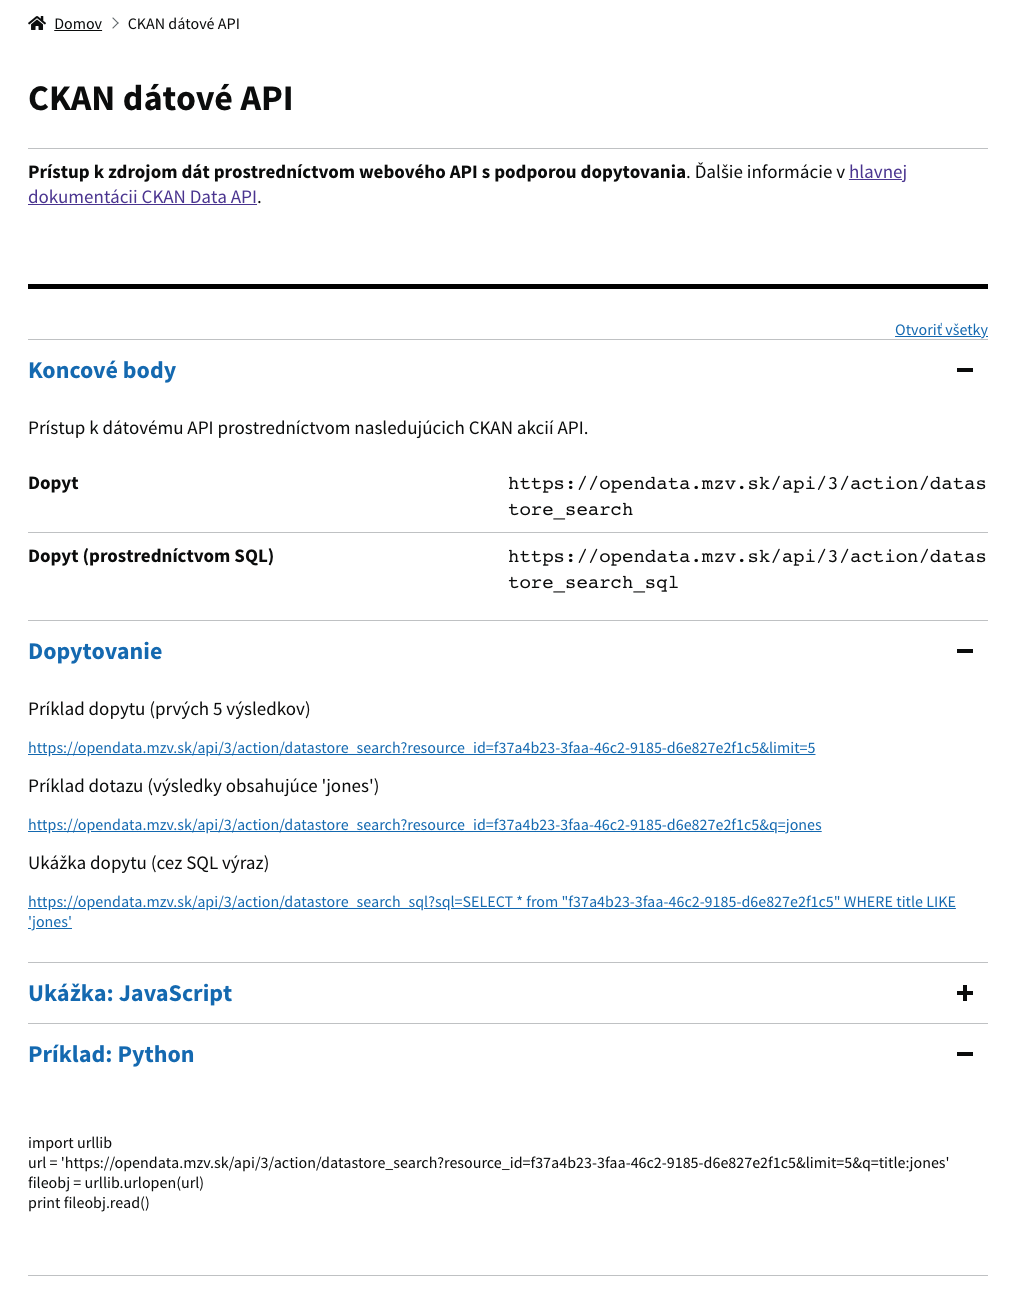 Domov
CKAN dátové API
CKAN dátové API
Prístup k zdrojom dát prostredníctvom webového API s podporou dopytovania. Ďalšie informácie v hlavnej
dokumentácii CKAN Data API.
Otvoriť všetky
Koncové body
Prístup k dátovému API prostredníctvom nasledujúcich CKAN akcií API.
Dopyt
https://opendata.mzv.sk/api/3/action/datas
tore_search
Dopyt (prostredníctvom SQL)
https://opendata.mzv.sk/api/3/action/datas
tore_search_sql
Dopytovanie
Príklad dopytu (prvých 5 výsledkov)
https://opendata.mzv.sk/api/3/action/datastore_search?resource_id=f37a4b23-3faa-46c2-9185-d6e827e2f1c5&limit=5
Príklad dotazu (výsledky obsahujúce 'jones')
https://opendata.mzv.sk/api/3/action/datastore_search?resource_id=f37a4b23-3faa-46c2-9185-d6e827e2f1c5&q=jones
Ukážka dopytu (cez SQL výraz)
https://opendata.mzv.sk/api/3/action/datastore_search_sql?sql=SELECT * from "f37a4b23-3faa-46c2-9185-d6e827e2f1c5" WHERE title LIKE
'jones'
Ukážka: JavaScript
Príklad: Python
import urllib
url = 'https://opendata.mzv.sk/api/3/action/datastore_search?resource_id=f37a4b23-3faa-46c2-9185-d6e827e2f1c5&limit=5&q=title:jones'
fileobj = urllib.urlopen(url)
print fileobj.read()